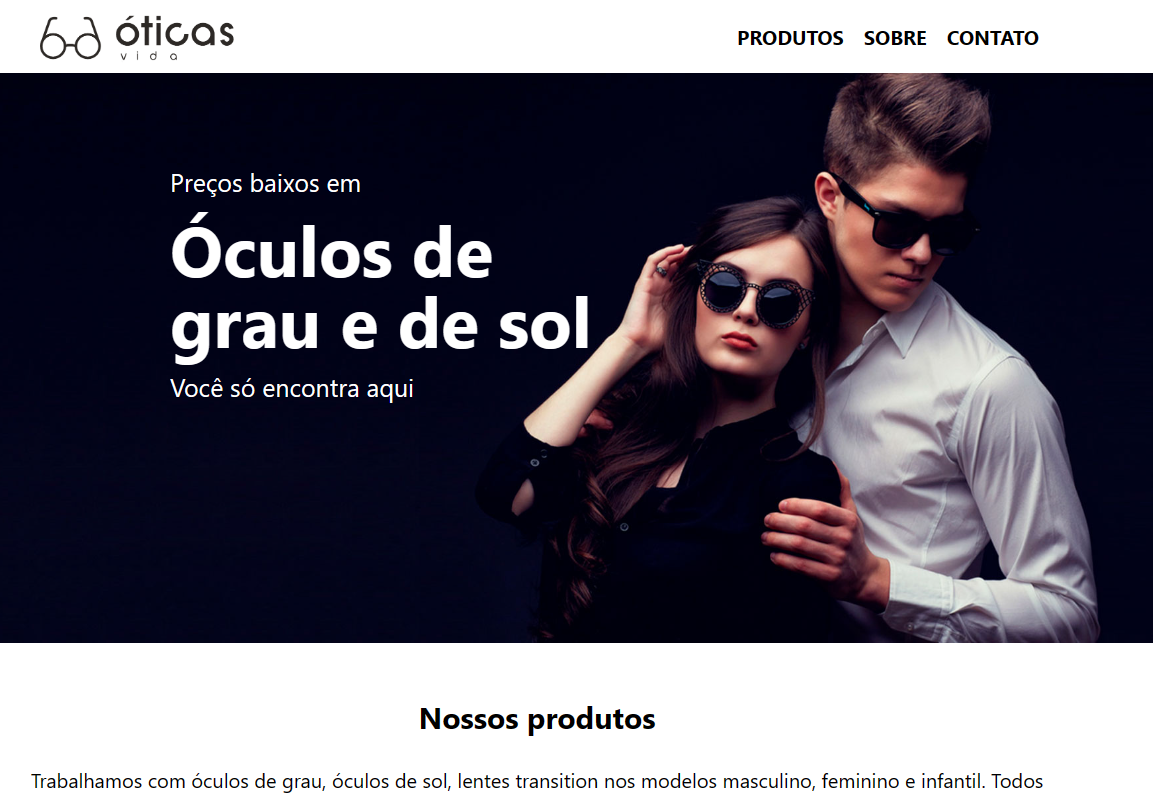 óticas
vida
PRODUTOS SOBRE CONTATO
Preços baixos em
Óculos de
grau e de sol
Você só encontra aqui
Nossos produtos
Trabalhamos com óculos de grau, óculos de sol, lentes transition nos modelos masculino, feminino e infantil. Todos